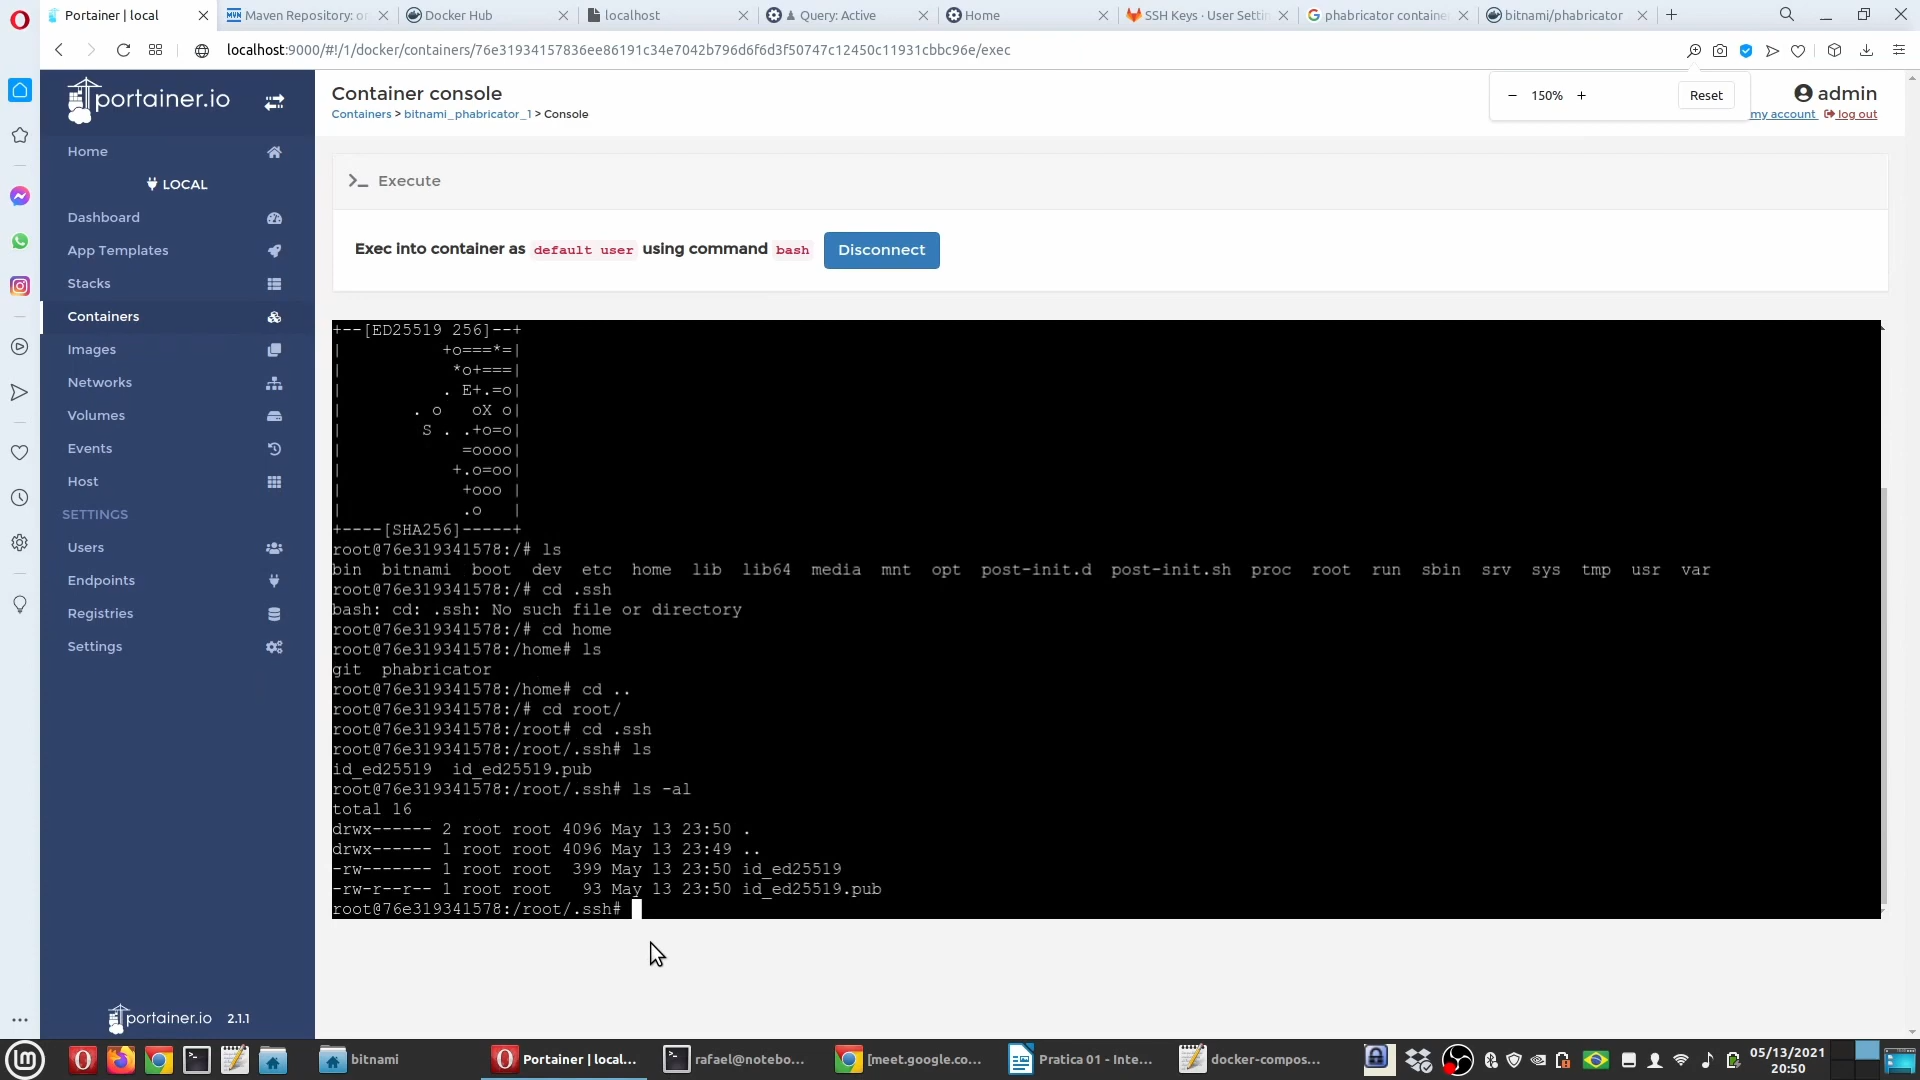 Portainer | local
Maven Repository: or
Docker Hub
localhost
Query: Active
Home
SSH Keys · User Settin
phabricator containe
bitnami/phabricator
localhost:9000/#!/1/docker/containers/76e31934157836ee86191c34e7042b796d6f6d3f50747c12450c11931cbbc96e/exec
− 150% + Reset
portainer.io
Home
LOCAL
Dashboard
App Templates
Stacks
Containers
Images
Networks
Volumes
Events
Host
SETTINGS
Users
Endpoints
Registries
Settings
portainer.io 2.1.1
Container console
Containers > bitnami_phabricator_1 > Console
admin
my account log out
>_ Execute
Exec into container as default user using command bash Disconnect
+--[ED25519 256]--+
|          +o===*=|
|           *o+===|
|          . E+.=o|
|       . o   oX o|
|        S . .+o=o|
|            =oooo|
|           +.o=oo|
|            +ooo |
|            .o   |
+----[SHA256]-----+
root@76e319341578:/# ls
bin  bitnami  boot  dev  etc  home  lib  lib64  media  mnt  opt  post-init.d  post-init.sh  proc  root  run  sbin  srv  sys  tmp  usr  var
root@76e319341578:/# cd .ssh
bash: cd: .ssh: No such file or directory
root@76e319341578:/# cd home
root@76e319341578:/home# ls
git  phabricator
root@76e319341578:/home# cd ..
root@76e319341578:/# cd root/
root@76e319341578:/root# cd .ssh
root@76e319341578:/root/.ssh# ls
id_ed25519  id_ed25519.pub
root@76e319341578:/root/.ssh# ls -al
total 16
drwx------ 2 root root 4096 May 13 23:50 .
drwx------ 1 root root 4096 May 13 23:49 ..
-rw------- 1 root root  399 May 13 23:50 id_ed25519
-rw-r--r-- 1 root root   93 May 13 23:50 id_ed25519.pub
root@76e319341578:/root/.ssh#
bitnami
Portainer | local...
rafael@notebo...
[meet.google.co...
Pratica 01 - Inte...
docker-compos...
05/13/2021
20:50